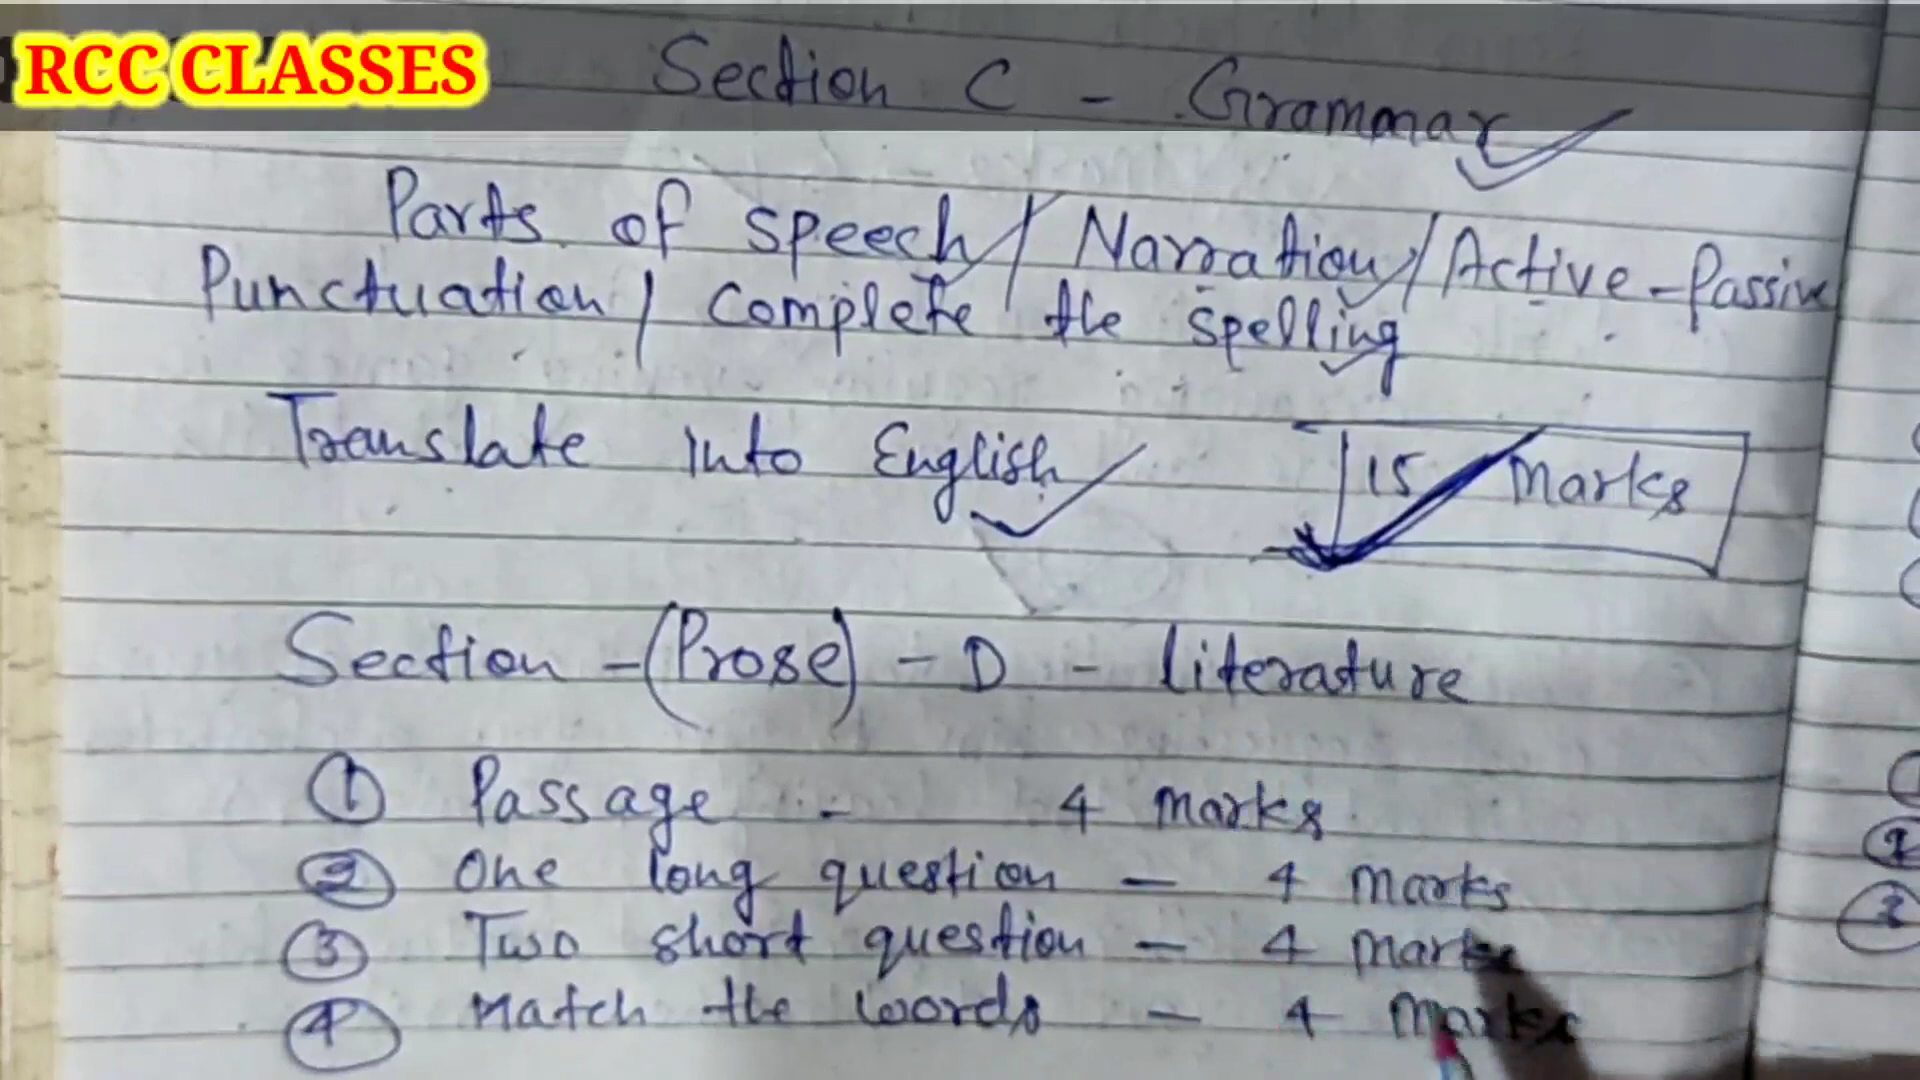 RCC CLASSES
Section C - Grammar
Parts of speech / Narration / Active-Passive
Punctuation / Complete the spelling
Translate into English
15 Marks
Section - (Prose) - D - literature
1 Passage - 4 marks
2 One long question - 4 marks
3 Two short question - 4 marks
4 Match the words - 4 marks